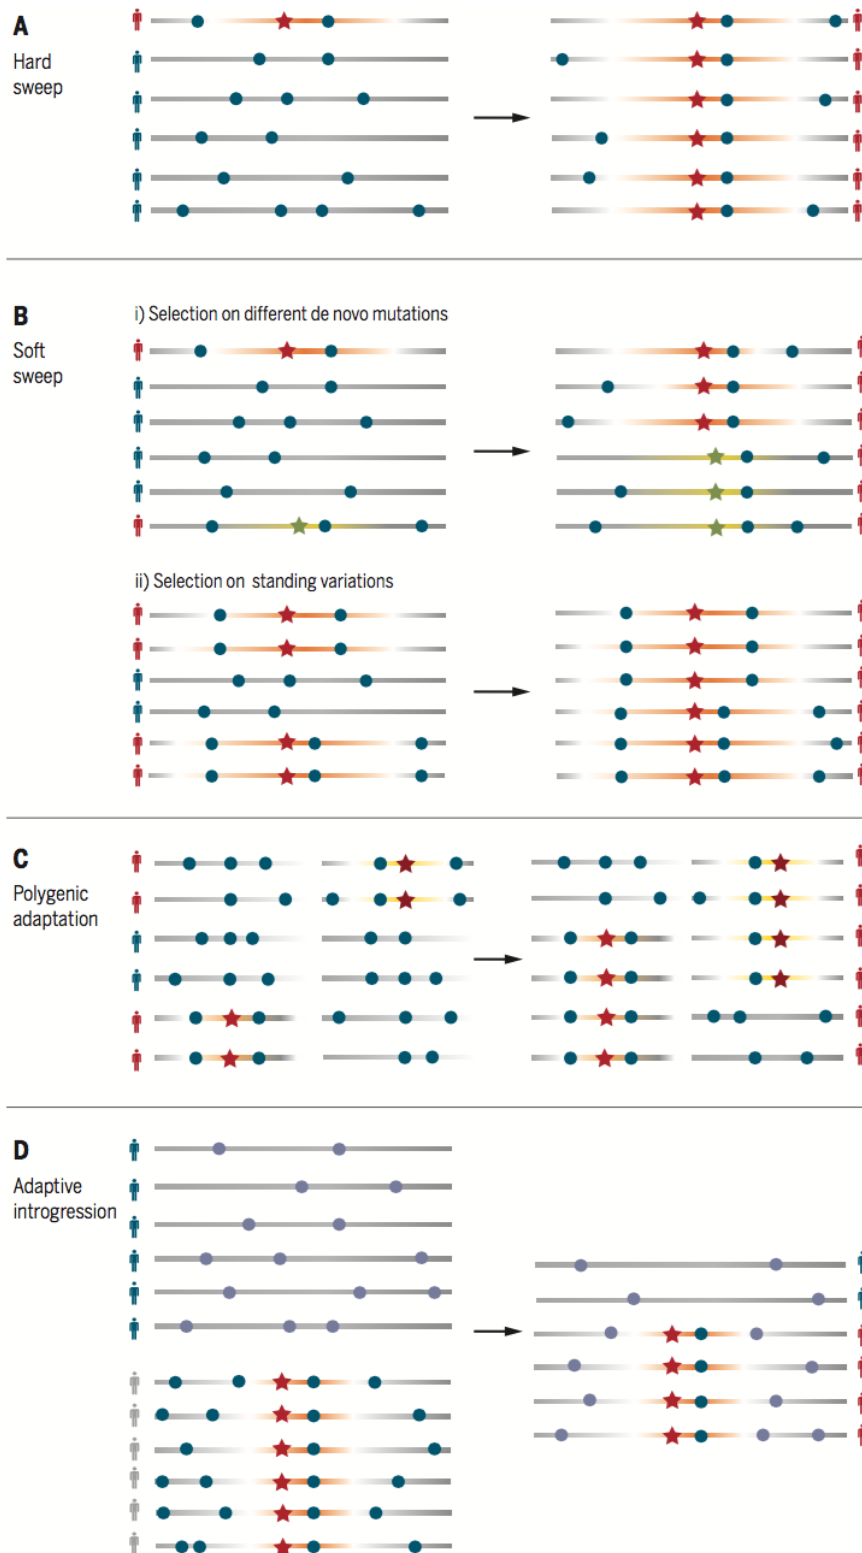 A
Hard
sweep
B
i) Selection on different de novo mutations
Soft
sweep
ii) Selection on standing variations
C
Polygenic
adaptation
D
Adaptive
introgression